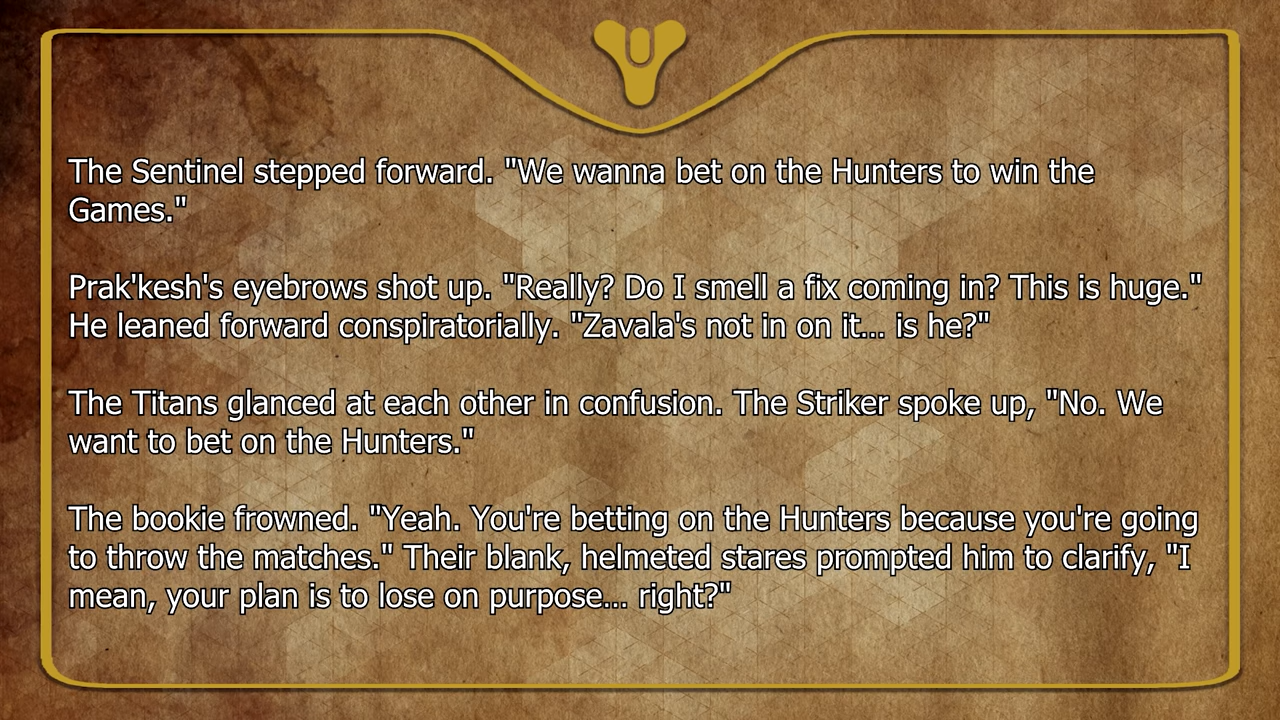 The Sentinel stepped forward. "We wanna bet on the Hunters to win the
Games."
Prak'kesh's eyebrows shot up. "Really? Do I smell a fix coming in? This is huge."
He leaned forward conspiratorially. "Zavala's not in on it... is he?"
The Titans glanced at each other in confusion. The Striker spoke up, "No. We
want to bet on the Hunters."
The bookie frowned. "Yeah. You're betting on the Hunters because you're going
to throw the matches." Their blank, helmeted stares prompted him to clarify, "I
mean, your plan is to lose on purpose... right?"